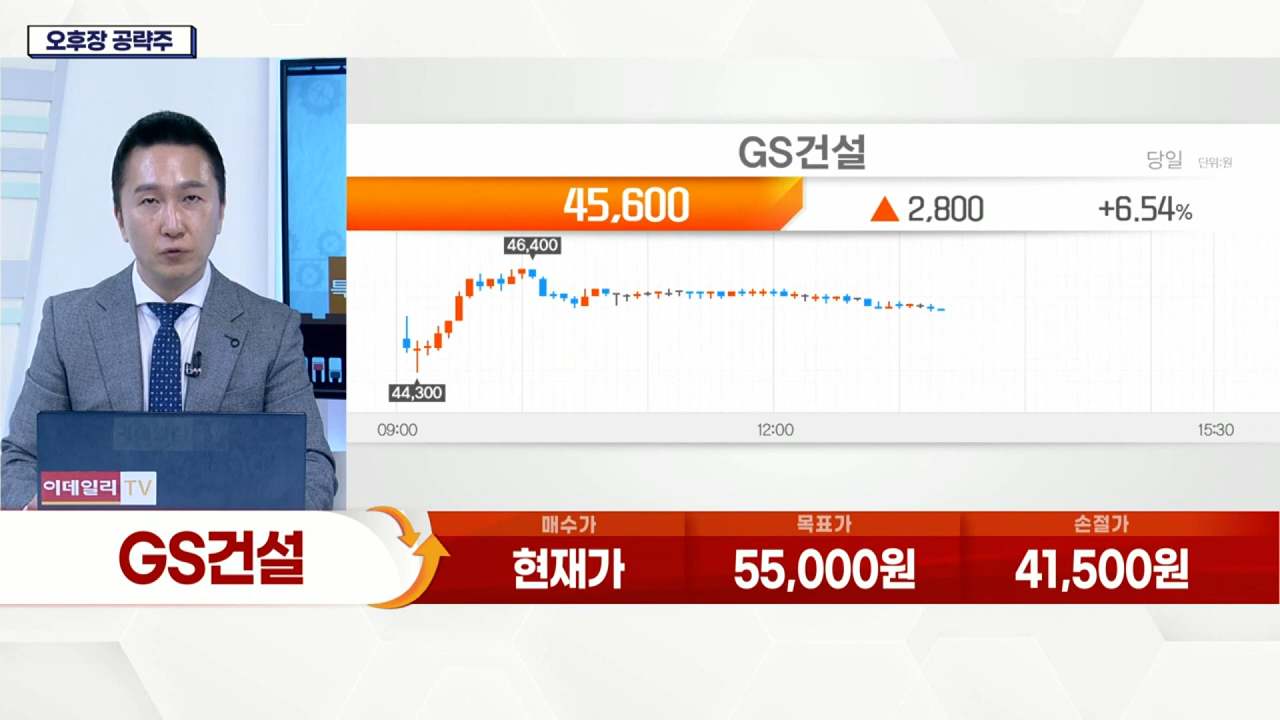 오후장 공략주
GS건설
당일 단위:원
45,600 ▲ 2,800 +6.54%
46,400
44,300
09:00 12:00 15:30
이데일리 TV
GS건설
매수가 목표가 손절가
현재가 55,000원 41,500원